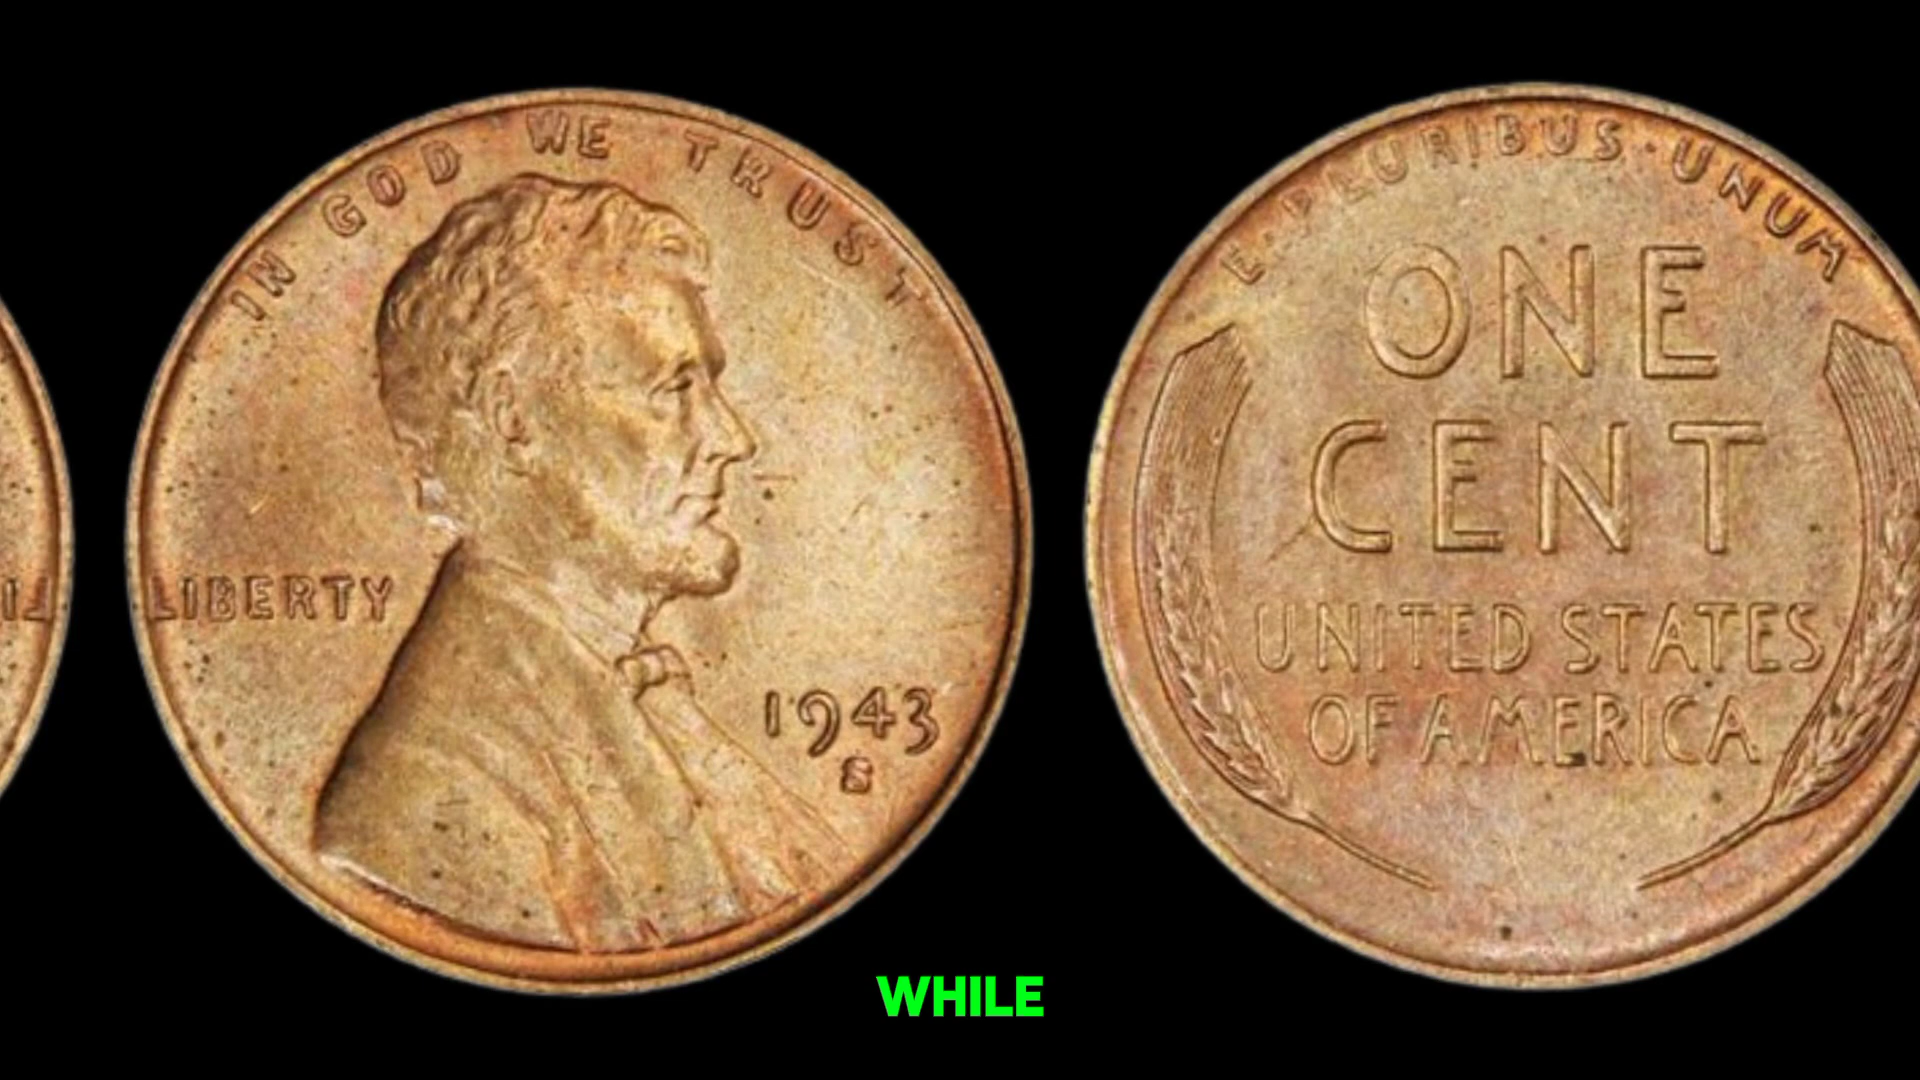 IN GOD WE TRUST
LIBERTY
1943
S
E·PLURIBUS·UNUM
ONE
CENT
UNITED STATES
OF AMERICA
WHILE